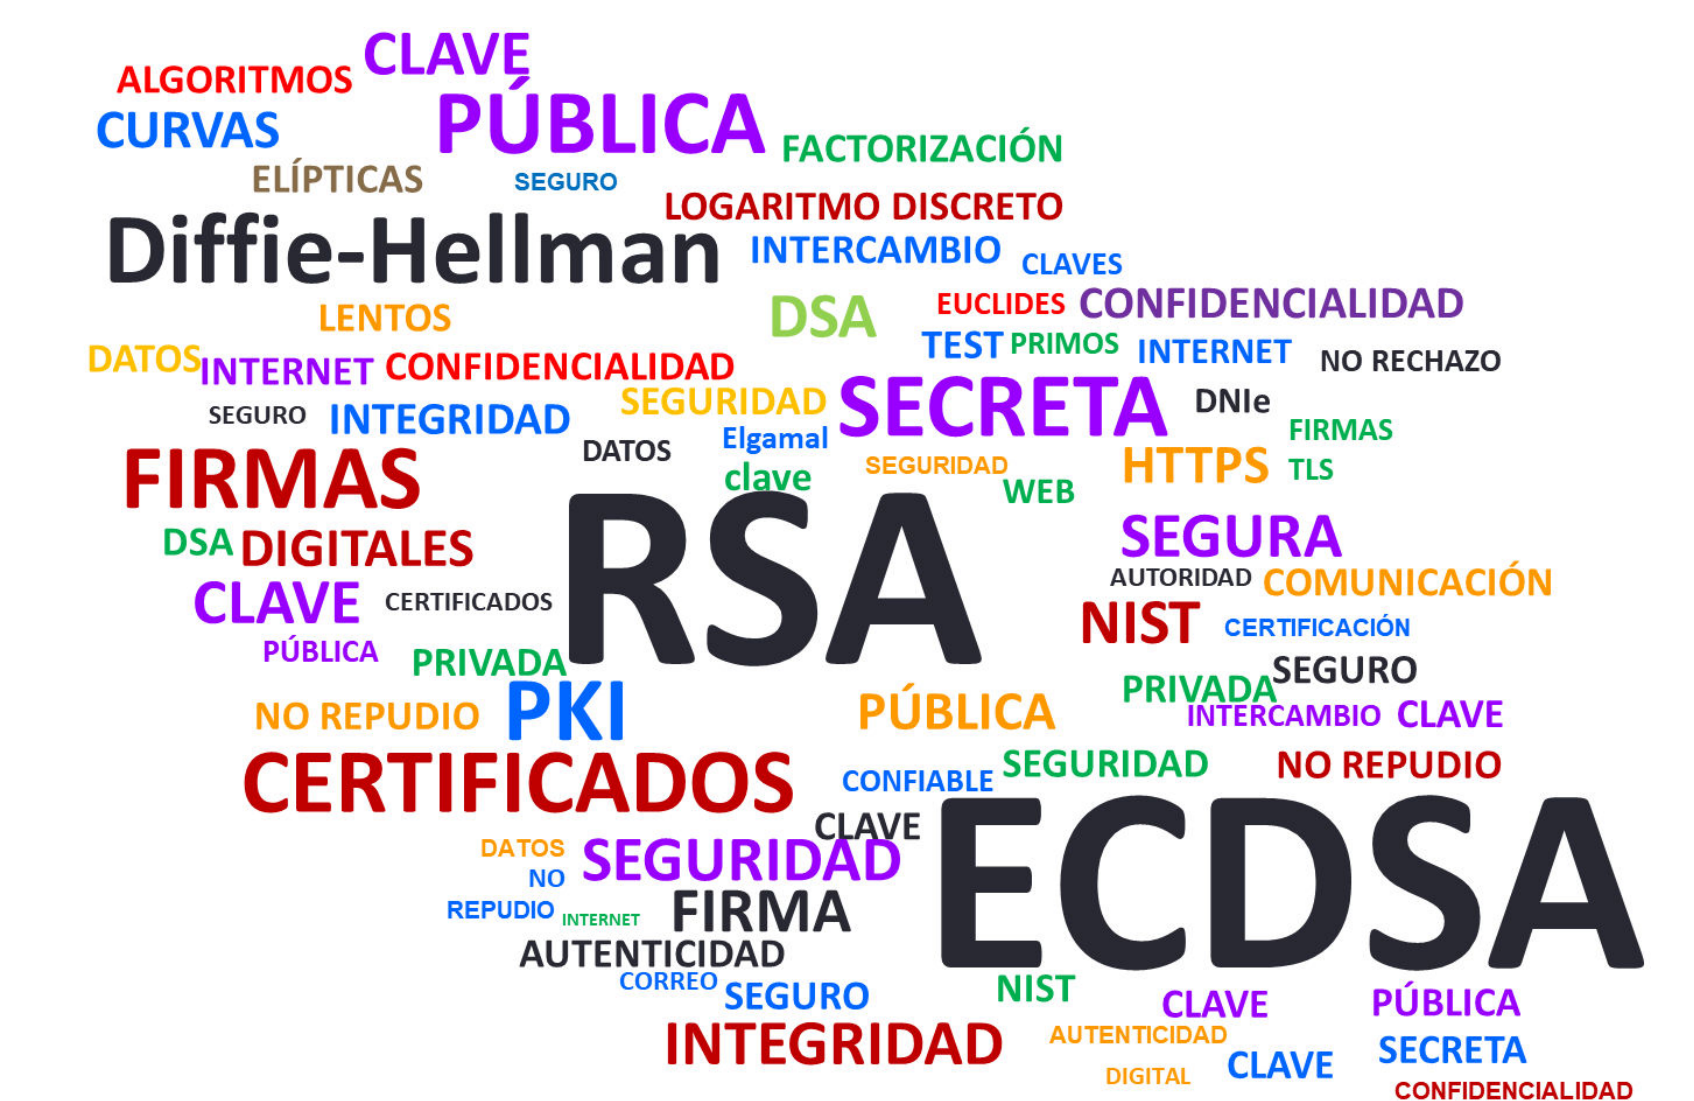 CLAVE
ALGORITMOS
PÚBLICA
CURVAS
FACTORIZACIÓN
ELÍPTICAS
SEGURO
LOGARITMO DISCRETO
Diffie-Hellman
INTERCAMBIO
CLAVES
LENTOS
DSA
EUCLIDES
CONFIDENCIALIDAD
TEST
PRIMOS
INTERNET
NO RECHAZO
DATOS
INTERNET
CONFIDENCIALIDAD
SEGURIDAD
SECRETA
DNIe
SEGURO
INTEGRIDAD
DATOS
Elgamal
FIRMAS
FIRMAS
clave
SEGURIDAD
WEB
HTTPS
TLS
RSA
DSA
DIGITALES
SEGURA
AUTORIDAD
COMUNICACIÓN
CLAVE
CERTIFICADOS
NIST
CERTIFICACIÓN
PÚBLICA
PRIVADA
SEGURO
PRIVADA
NO REPUDIO
PKI
PÚBLICA
INTERCAMBIO
CLAVE
CERTIFICADOS
CONFIABLE
SEGURIDAD
NO REPUDIO
CLAVE
ECDSA
DATOS
SEGURIDAD
NO
REPUDIO
INTERNET
FIRMA
AUTENTICIDAD
CORREO
SEGURO
NIST
CLAVE
PÚBLICA
INTEGRIDAD
AUTENTICIDAD
CLAVE
SECRETA
DIGITAL
CONFIDENCIALIDAD